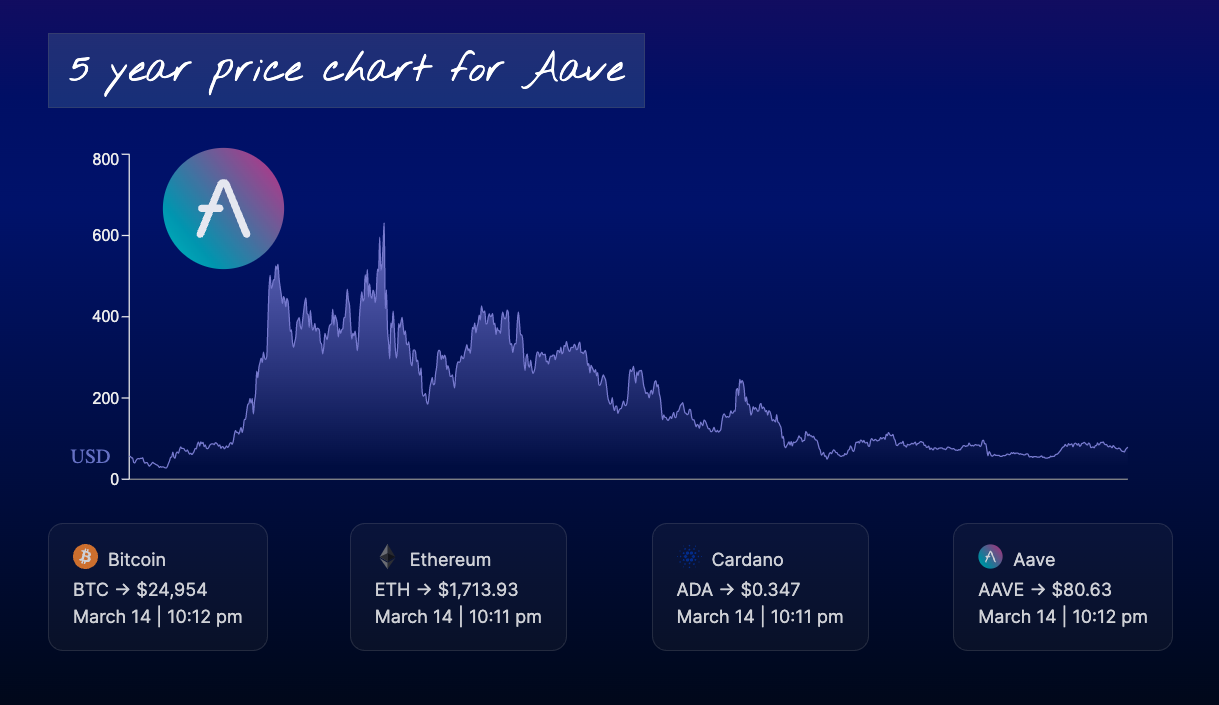 5 year price chart for Aave
800
600
400
200
USD
0
Bitcoin
BTC → $24,954
March 14 | 10:12 pm
Ethereum
ETH → $1,713.93
March 14 | 10:11 pm
Cardano
ADA → $0.347
March 14 | 10:11 pm
Aave
AAVE → $80.63
March 14 | 10:12 pm